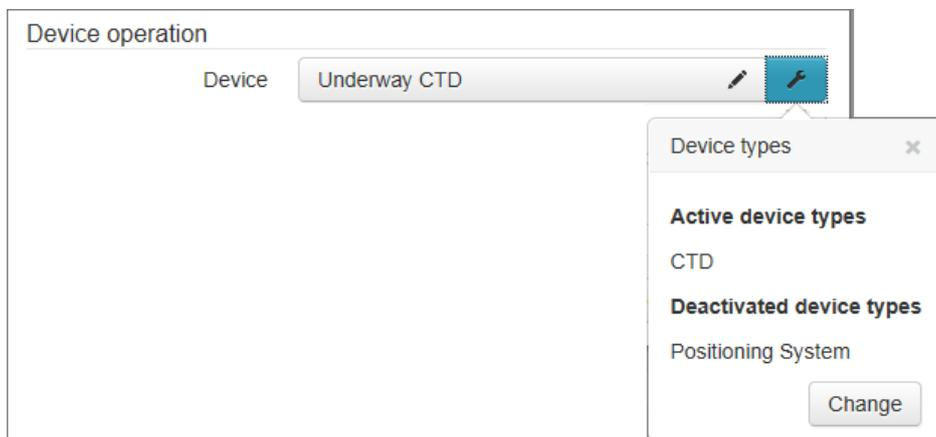 Device operation
Device Underway CTD
Device types ×
Active device types
CTD
Deactivated device types
Positioning System
Change